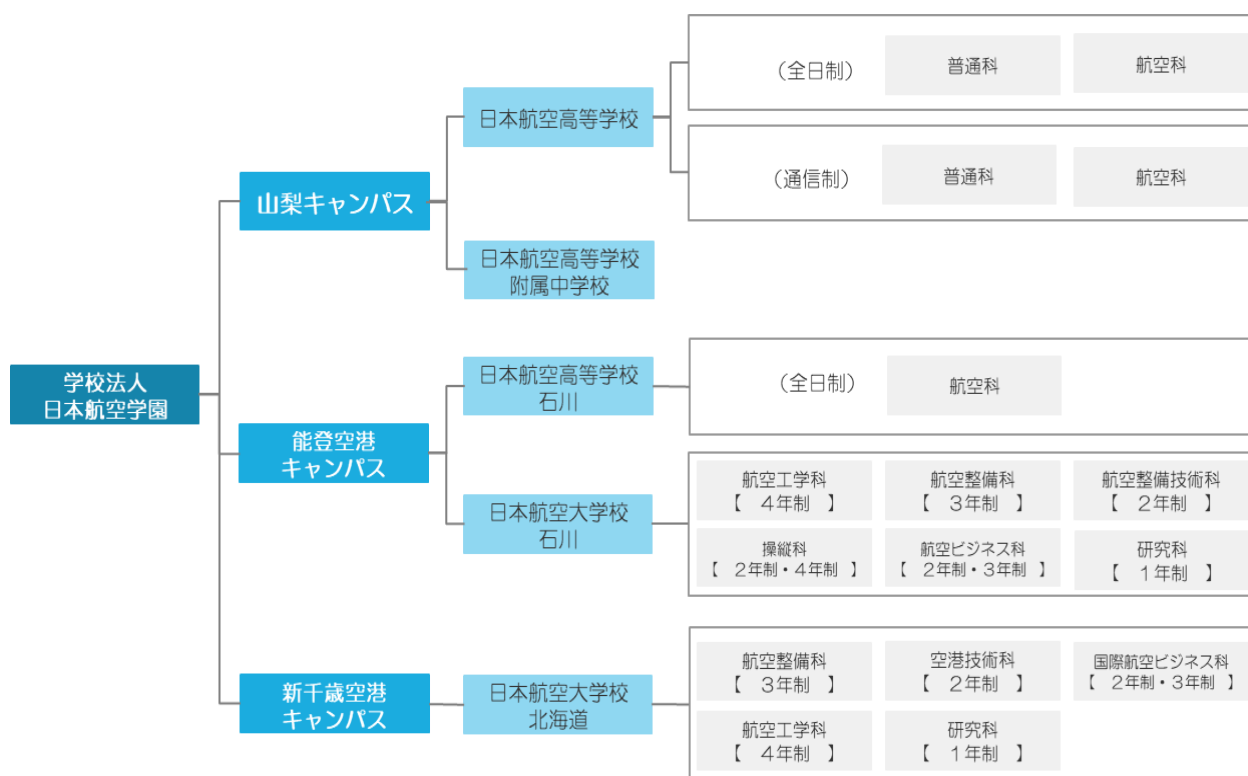 学校法人
日本航空学園
山梨キャンパス
日本航空高等学校
(全日制)
普通科
航空科
(通信制)
普通科
航空科
日本航空高等学校
附属中学校
能登空港
キャンパス
日本航空高等学校
石川
(全日制)
航空科
日本航空大学校
石川
航空工学科
【 4年制 】
航空整備科
【 3年制 】
航空整備技術科
【 2年制 】
操縦科
【 2年制・4年制 】
航空ビジネス科
【 2年制・3年制 】
研究科
【 1年制 】
新千歳空港
キャンパス
日本航空大学校
北海道
航空整備科
【 3年制 】
空港技術科
【 2年制 】
国際航空ビジネス科
【 2年制・3年制 】
航空工学科
【 4年制 】
研究科
【 1年制 】